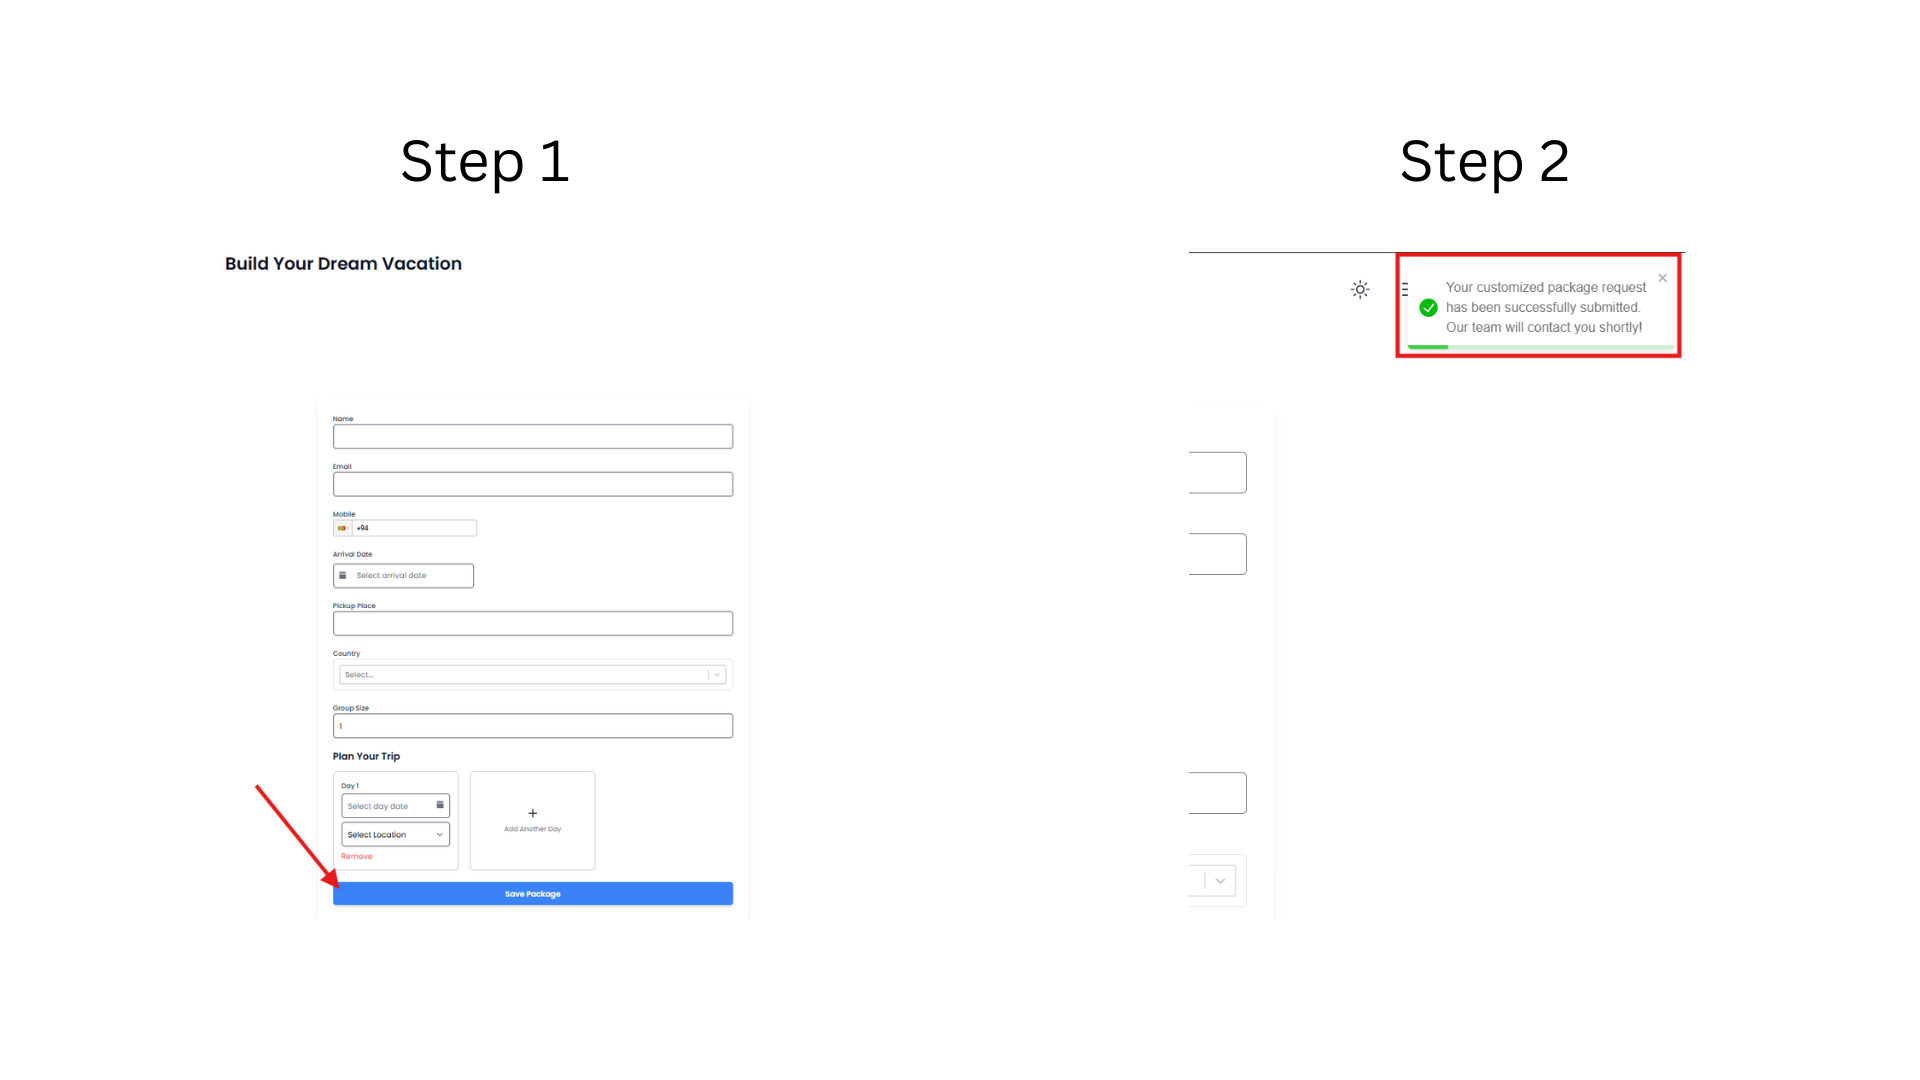 Step 1
Build Your Dream Vacation
Name
Email
Mobile
+94
Arrival Date
Select arrival date
Pickup Place
Country
Select...
Group Size
1
Plan Your Trip
Day 1
Select day date
Select Location
Remove
+
Add Another Day
Save Package
Step 2
Your customized package request
has been successfully submitted.
Our team will contact you shortly!